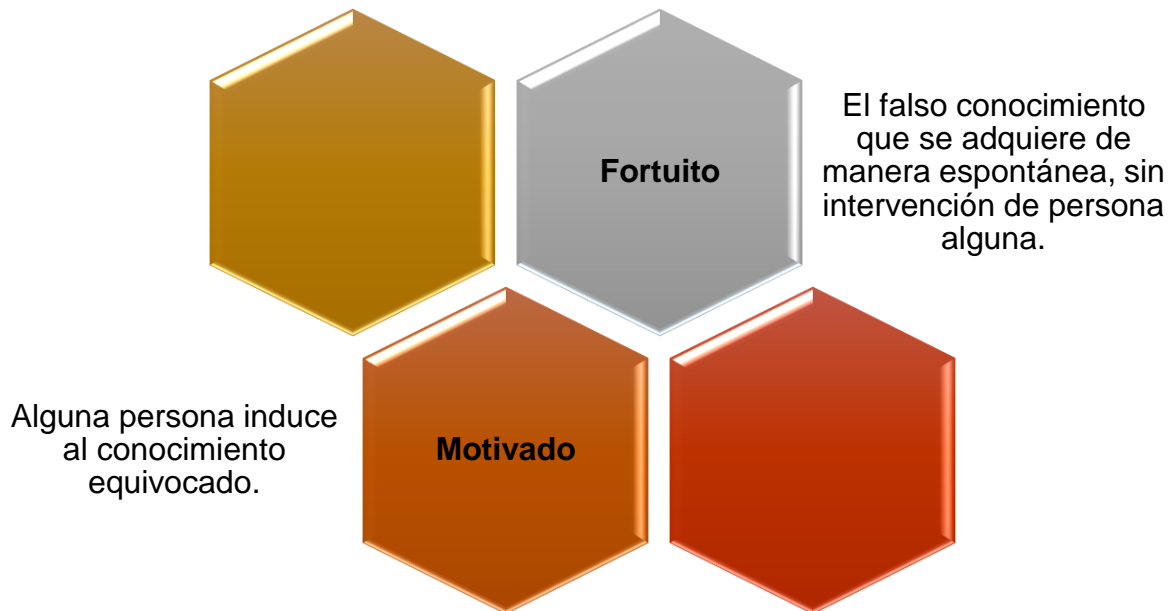 Fortuito
El falso conocimiento
que se adquiere de
manera espontánea, sin
intervención de persona
alguna.
Alguna persona induce
al conocimiento
equivocado.
Motivado